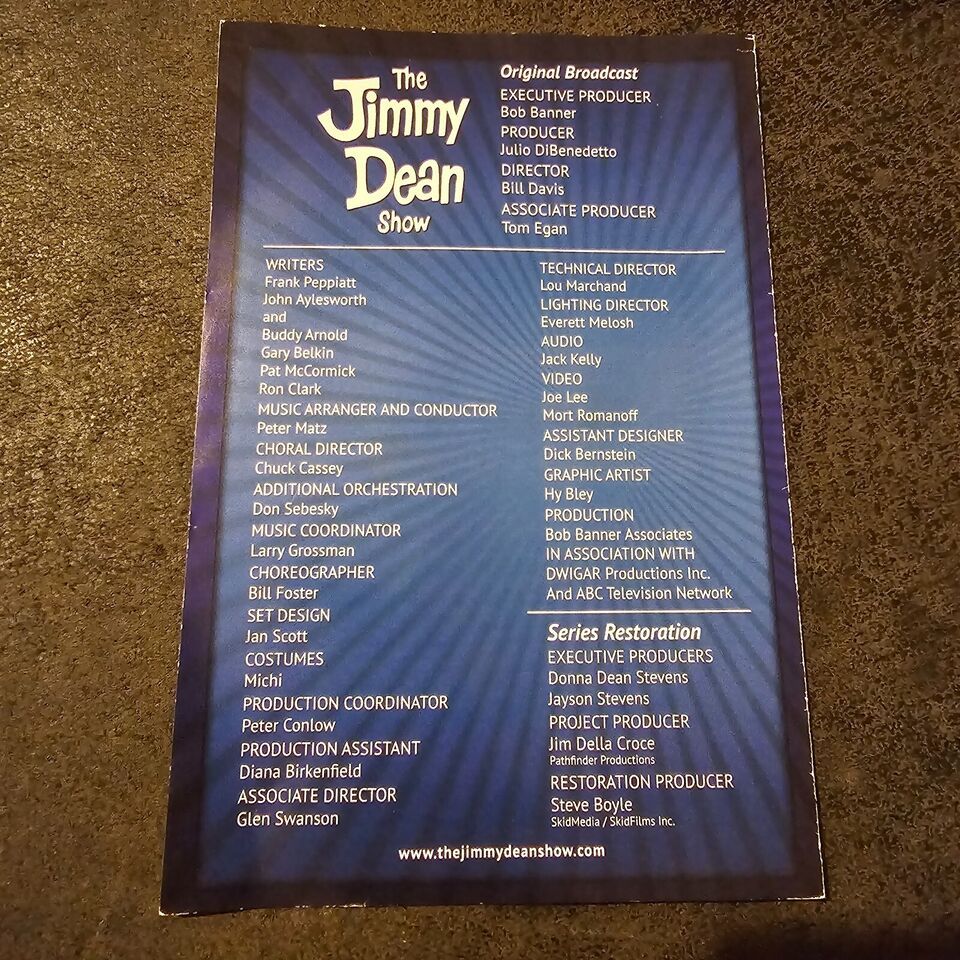 The
Jimmy
Dean
Show
Original Broadcast
EXECUTIVE PRODUCER
Bob Banner
PRODUCER
Julio DiBenedetto
DIRECTOR
Bill Davis
ASSOCIATE PRODUCER
Tom Egan
WRITERS
Frank Peppiatt
John Aylesworth
and
Buddy Arnold
Gary Belkin
Pat McCormick
Ron Clark
MUSIC ARRANGER AND CONDUCTOR
Peter Matz
CHORAL DIRECTOR
Chuck Cassey
ADDITIONAL ORCHESTRATION
Don Sebesky
MUSIC COORDINATOR
Larry Grossman
CHOREOGRAPHER
Bill Foster
SET DESIGN
Jan Scott
COSTUMES
Michi
PRODUCTION COORDINATOR
Peter Conlow
PRODUCTION ASSISTANT
Diana Birkenfield
ASSOCIATE DIRECTOR
Glen Swanson
TECHNICAL DIRECTOR
Lou Marchand
LIGHTING DIRECTOR
Everett Melosh
AUDIO
Jack Kelly
VIDEO
Joe Lee
Mort Romanoff
ASSISTANT DESIGNER
Dick Bernstein
GRAPHIC ARTIST
Hy Bley
PRODUCTION
Bob Banner Associates
IN ASSOCIATION WITH
DWIGAR Productions Inc.
And ABC Television Network
Series Restoration
EXECUTIVE PRODUCERS
Donna Dean Stevens
Jayson Stevens
PROJECT PRODUCER
Jim Della Croce
Pathfinder Productions
RESTORATION PRODUCER
Steve Boyle
SkidMedia / SkidFilms Inc.
www.thejimmydeanshow.com